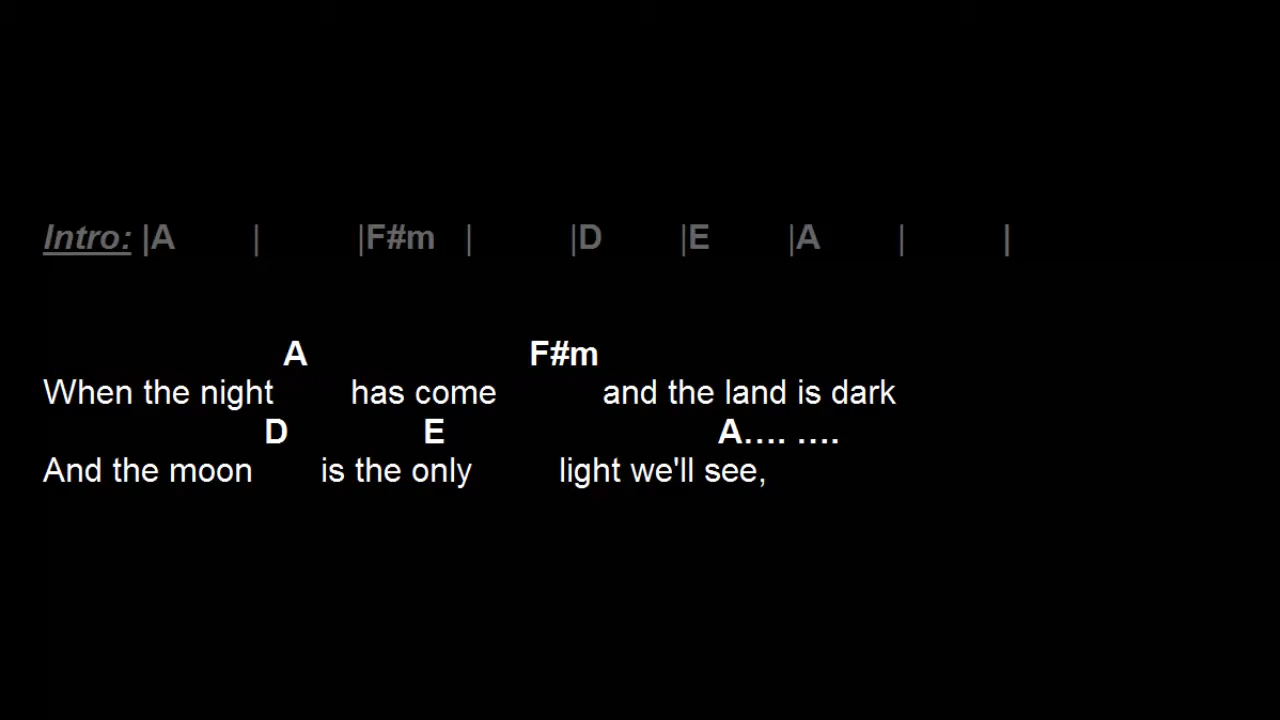 Intro: |A | |F#m | |D |E |A | |
A F#m
When the night has come and the land is dark
D E A.... ....
And the moon is the only light we'll see,